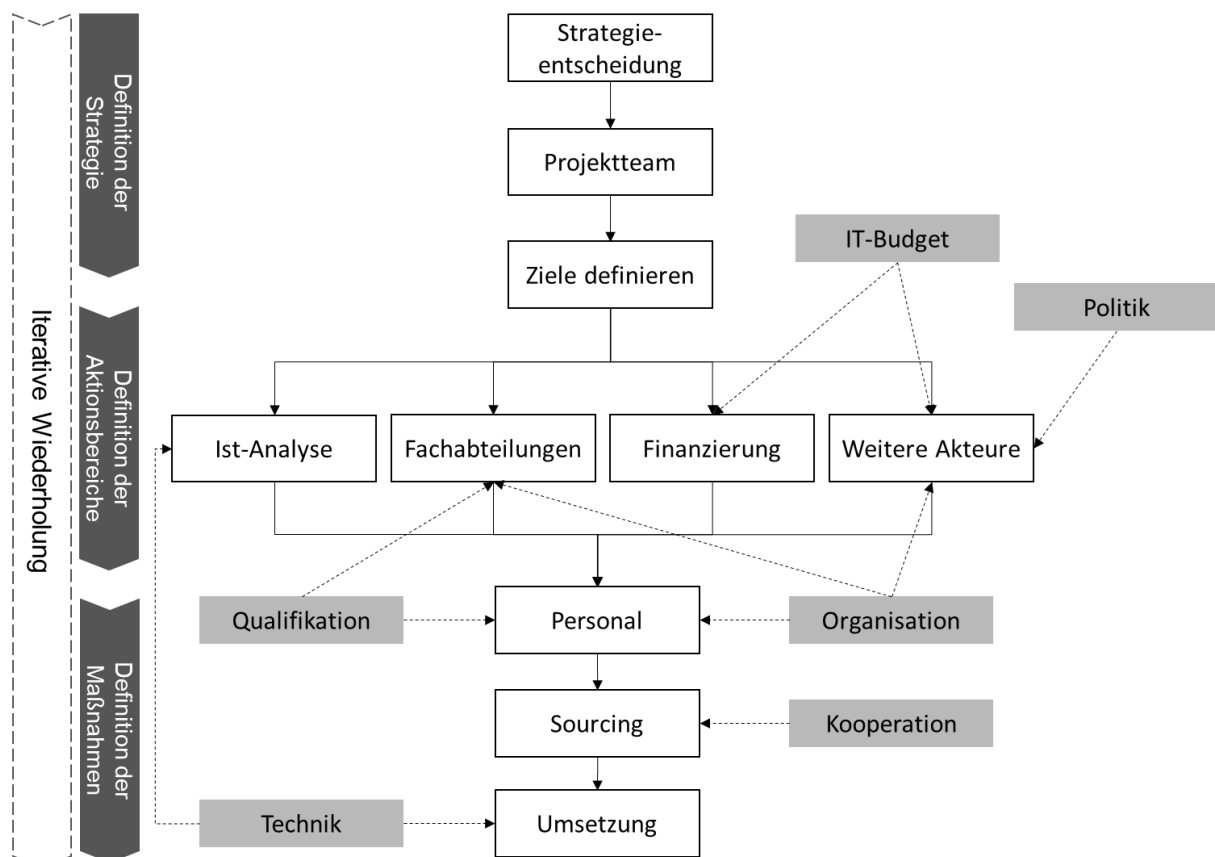 Iterative Wiederholung
Definition der
Strategie
Definition der
Aktionsbereiche
Definition der
Maßnahmen
Strategie-
entscheidung
Projektteam
IT-Budget
Ziele definieren
Politik
Ist-Analyse
Fachabteilungen
Finanzierung
Weitere Akteure
Qualifikation
Personal
Organisation
Sourcing
Kooperation
Technik
Umsetzung